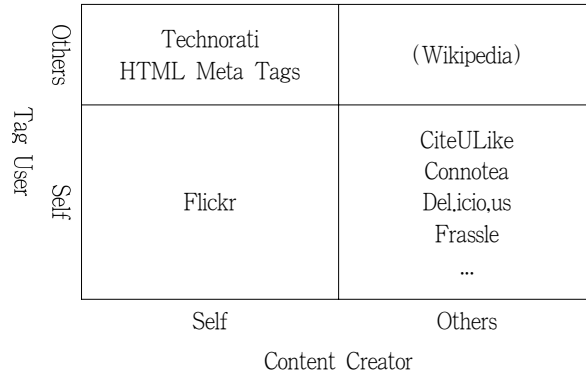 Others
Technorati
HTML Meta Tags
(Wikipedia)
Tag User
Self
Flickr
CiteULike
Connotea
Del.icio,us
Frassle
...
Self
Others
Content Creator